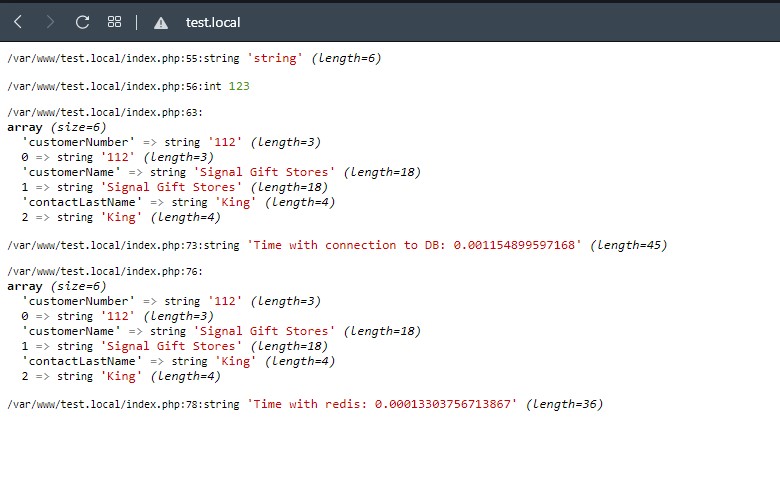 test.local
/var/www/test.local/index.php:55:string 'string' (length=6)
/var/www/test.local/index.php:56:int 123
/var/www/test.local/index.php:63:
array (size=6)
'customerNumber' => string '112' (length=3)
0 => string '112' (length=3)
'customerName' => string 'Signal Gift Stores' (length=18)
1 => string 'Signal Gift Stores' (length=18)
'contactLastName' => string 'King' (length=4)
2 => string 'King' (length=4)
/var/www/test.local/index.php:73:string 'Time with connection to DB: 0.001154899597168' (length=45)
/var/www/test.local/index.php:76:
array (size=6)
'customerNumber' => string '112' (length=3)
0 => string '112' (length=3)
'customerName' => string 'Signal Gift Stores' (length=18)
1 => string 'Signal Gift Stores' (length=18)
'contactLastName' => string 'King' (length=4)
2 => string 'King' (length=4)
/var/www/test.local/index.php:78:string 'Time with redis: 0.00013303756713867' (length=36)